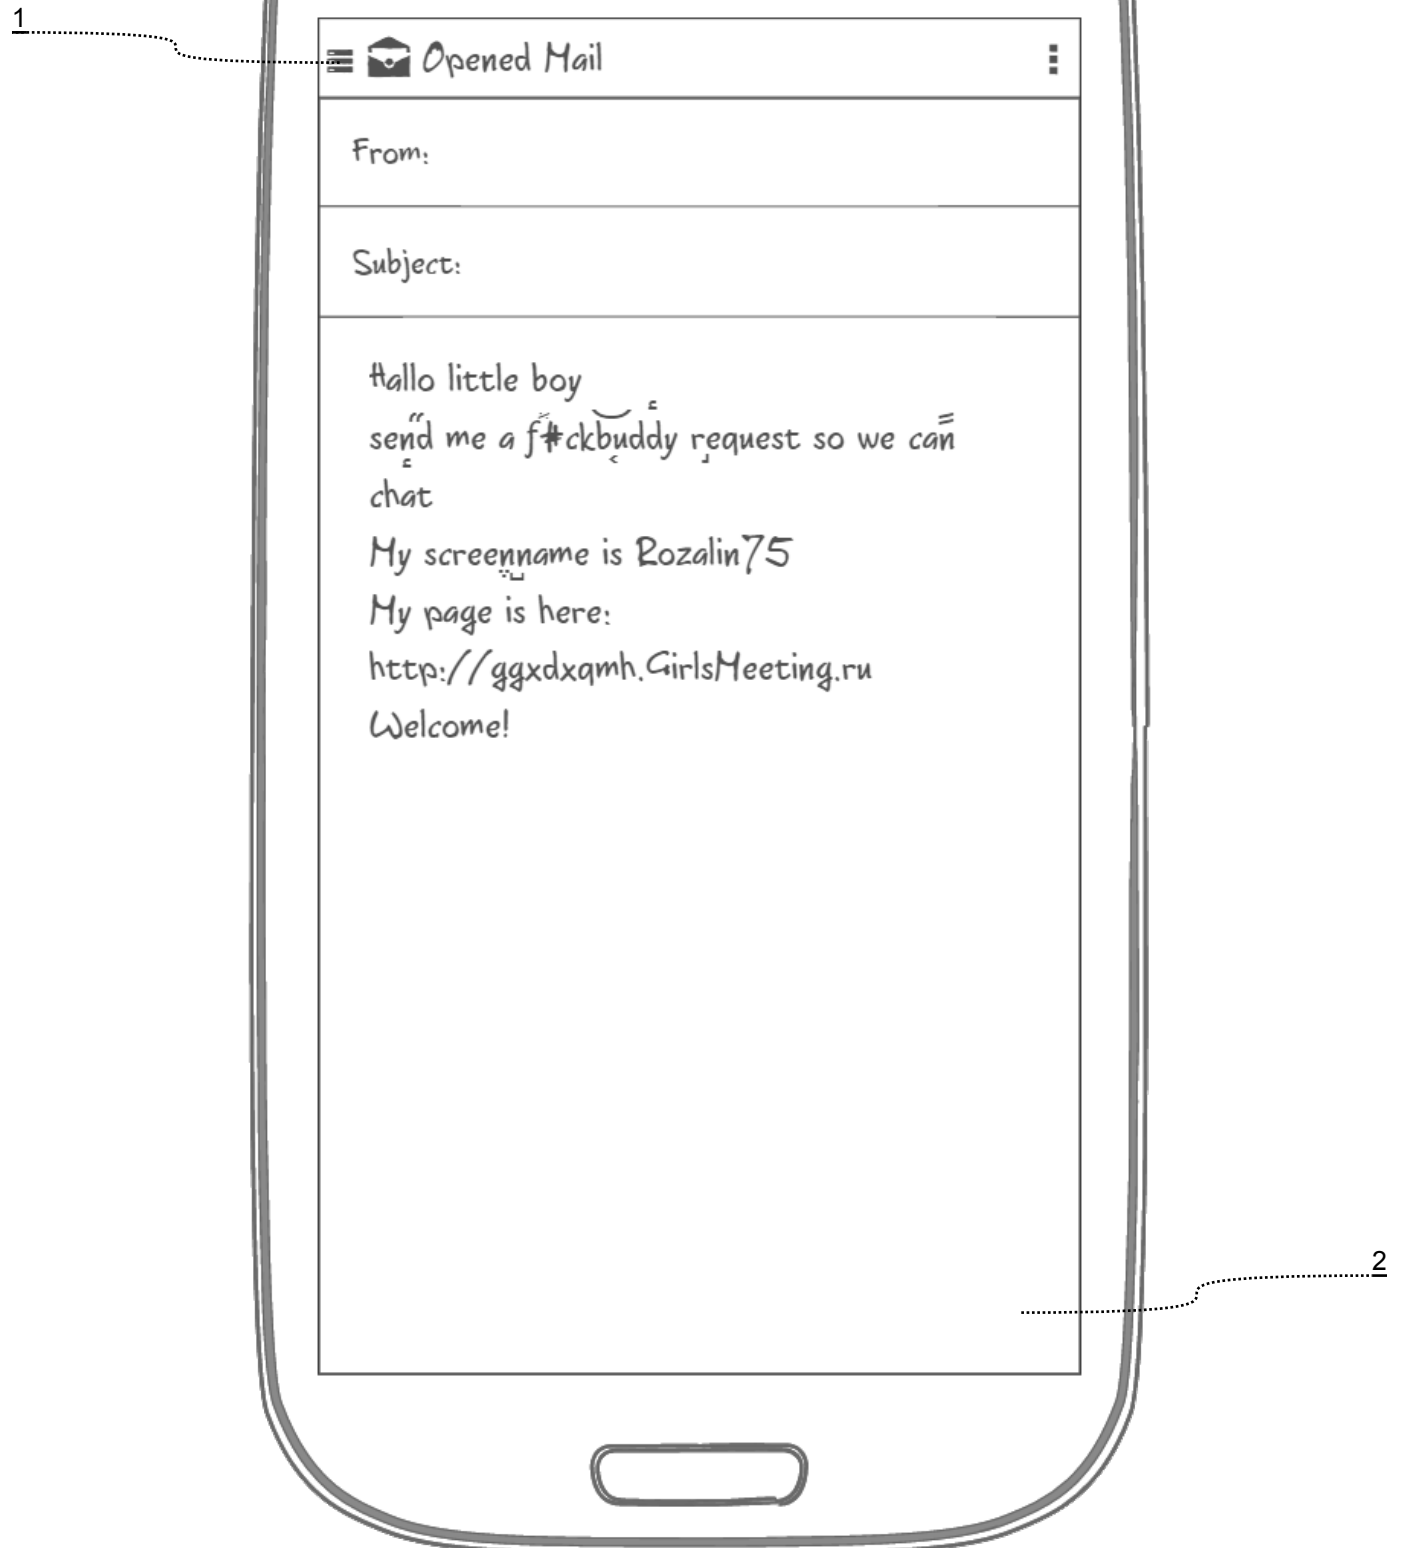 1
Opened Mail
From:
Subject:
Hallo little boy
send me a f#ckbuddy request so we can
chat
My screenname is Rozalin75
My page is here:
http://ggxdxqmh.GirlsMeeting.ru
Welcome!
2